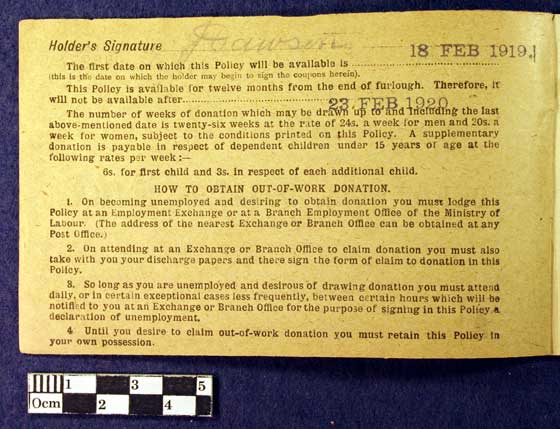 Holder's Signature Dawson 18 FEB 1919.
The first date on which this Policy will be available is
(this is the date on which the holder may begin to sign the coupons herein).
This Policy is available for twelve months from the end of furlough. Therefore, it
will not be available after 23 FEB 1920
The number of weeks of donation which may be drawn up to and including the last
above-mentioned date is twenty-six weeks at the rate of 24s. a week for men and 20s. a
week for women, subject to the conditions printed on this Policy. A supplementary
donation is payable in respect of dependent children under 15 years of age at the
following rates per week:—
6s. for first child and 3s. in respect of each additional child.
HOW TO OBTAIN OUT-OF-WORK DONATION.
1. On becoming unemployed and desiring to obtain donation you must lodge this
Policy at an Employment Exchange or at a Branch Employment Office of the Ministry of
Labour. (The address of the nearest Exchange or Branch Office can be obtained at any
Post Office.)
2. On attending at an Exchange or Branch Office to claim donation you must also
take with you your discharge papers and there sign the form of claim to donation in this
Policy.
3. So long as you are unemployed and desirous of drawing donation you must attend
daily, or in certain exceptional cases less frequently, between certain hours which will be
notified to you at an Exchange or Branch Office for the purpose of signing in this Policy a
declaration of unemployment.
4 Until you desire to claim out-of-work donation you must retain this Policy in
your own possession.
1 3 5
0cm 2 4